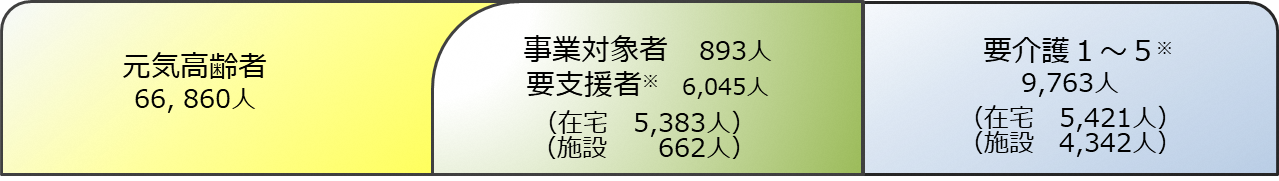 元気高齢者
66, 860人
事業対象者　893人
要支援者※　6,045人
（在宅　5,383人）
（施設　　662人）
要介護１～５※
9,763人
（在宅　5,421人）
（施設　4,342人）